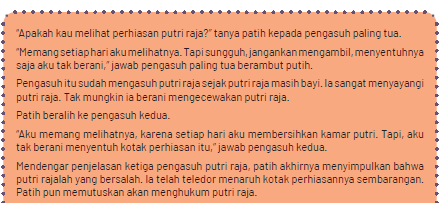 “Apakah kau melihat perhiasan putri raja?” tanya patih kepada pengasuh paling tua.
“Memang setiap hari aku melihatnya. Tapi sungguh, jangankan mengambil, menyentuhnya
saja aku tak berani,” jawab pengasuh paling tua berambut putih.
Pengasuh itu sudah mengasuh putri raja sejak putri raja masih bayi. Ia sangat menyayangi
putri raja. Tak mungkin ia berani mengecewakan putri raja.
Patih beralih ke pengasuh kedua.
“Aku memang melihatnya, karena setiap hari aku membersihkan kamar putri. Tapi, aku
tak berani menyentuh kotak perhiasan itu,” jawab pengasuh kedua.
Mendengar penjelasan ketiga pengasuh putri raja, patih akhirnya menyimpulkan bahwa
putri rajalah yang bersalah. Ia telah teledor menaruh kotak perhiasannya sembarangan.
Patih pun memutuskan akan menghukum putri raja.